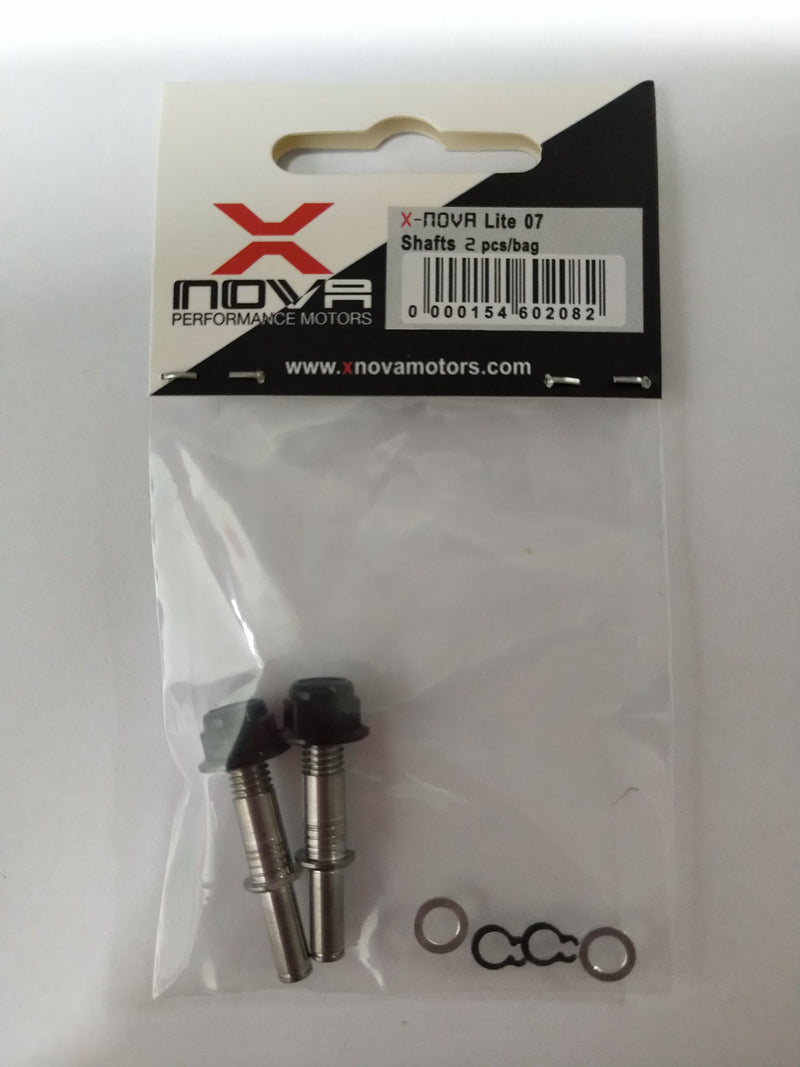 X
NOVA
PERFORMANCE MOTORS
X-NOVA Lite 07
Shafts 2 pcs/bag
0 000154 602082
www.xnovamotors.com